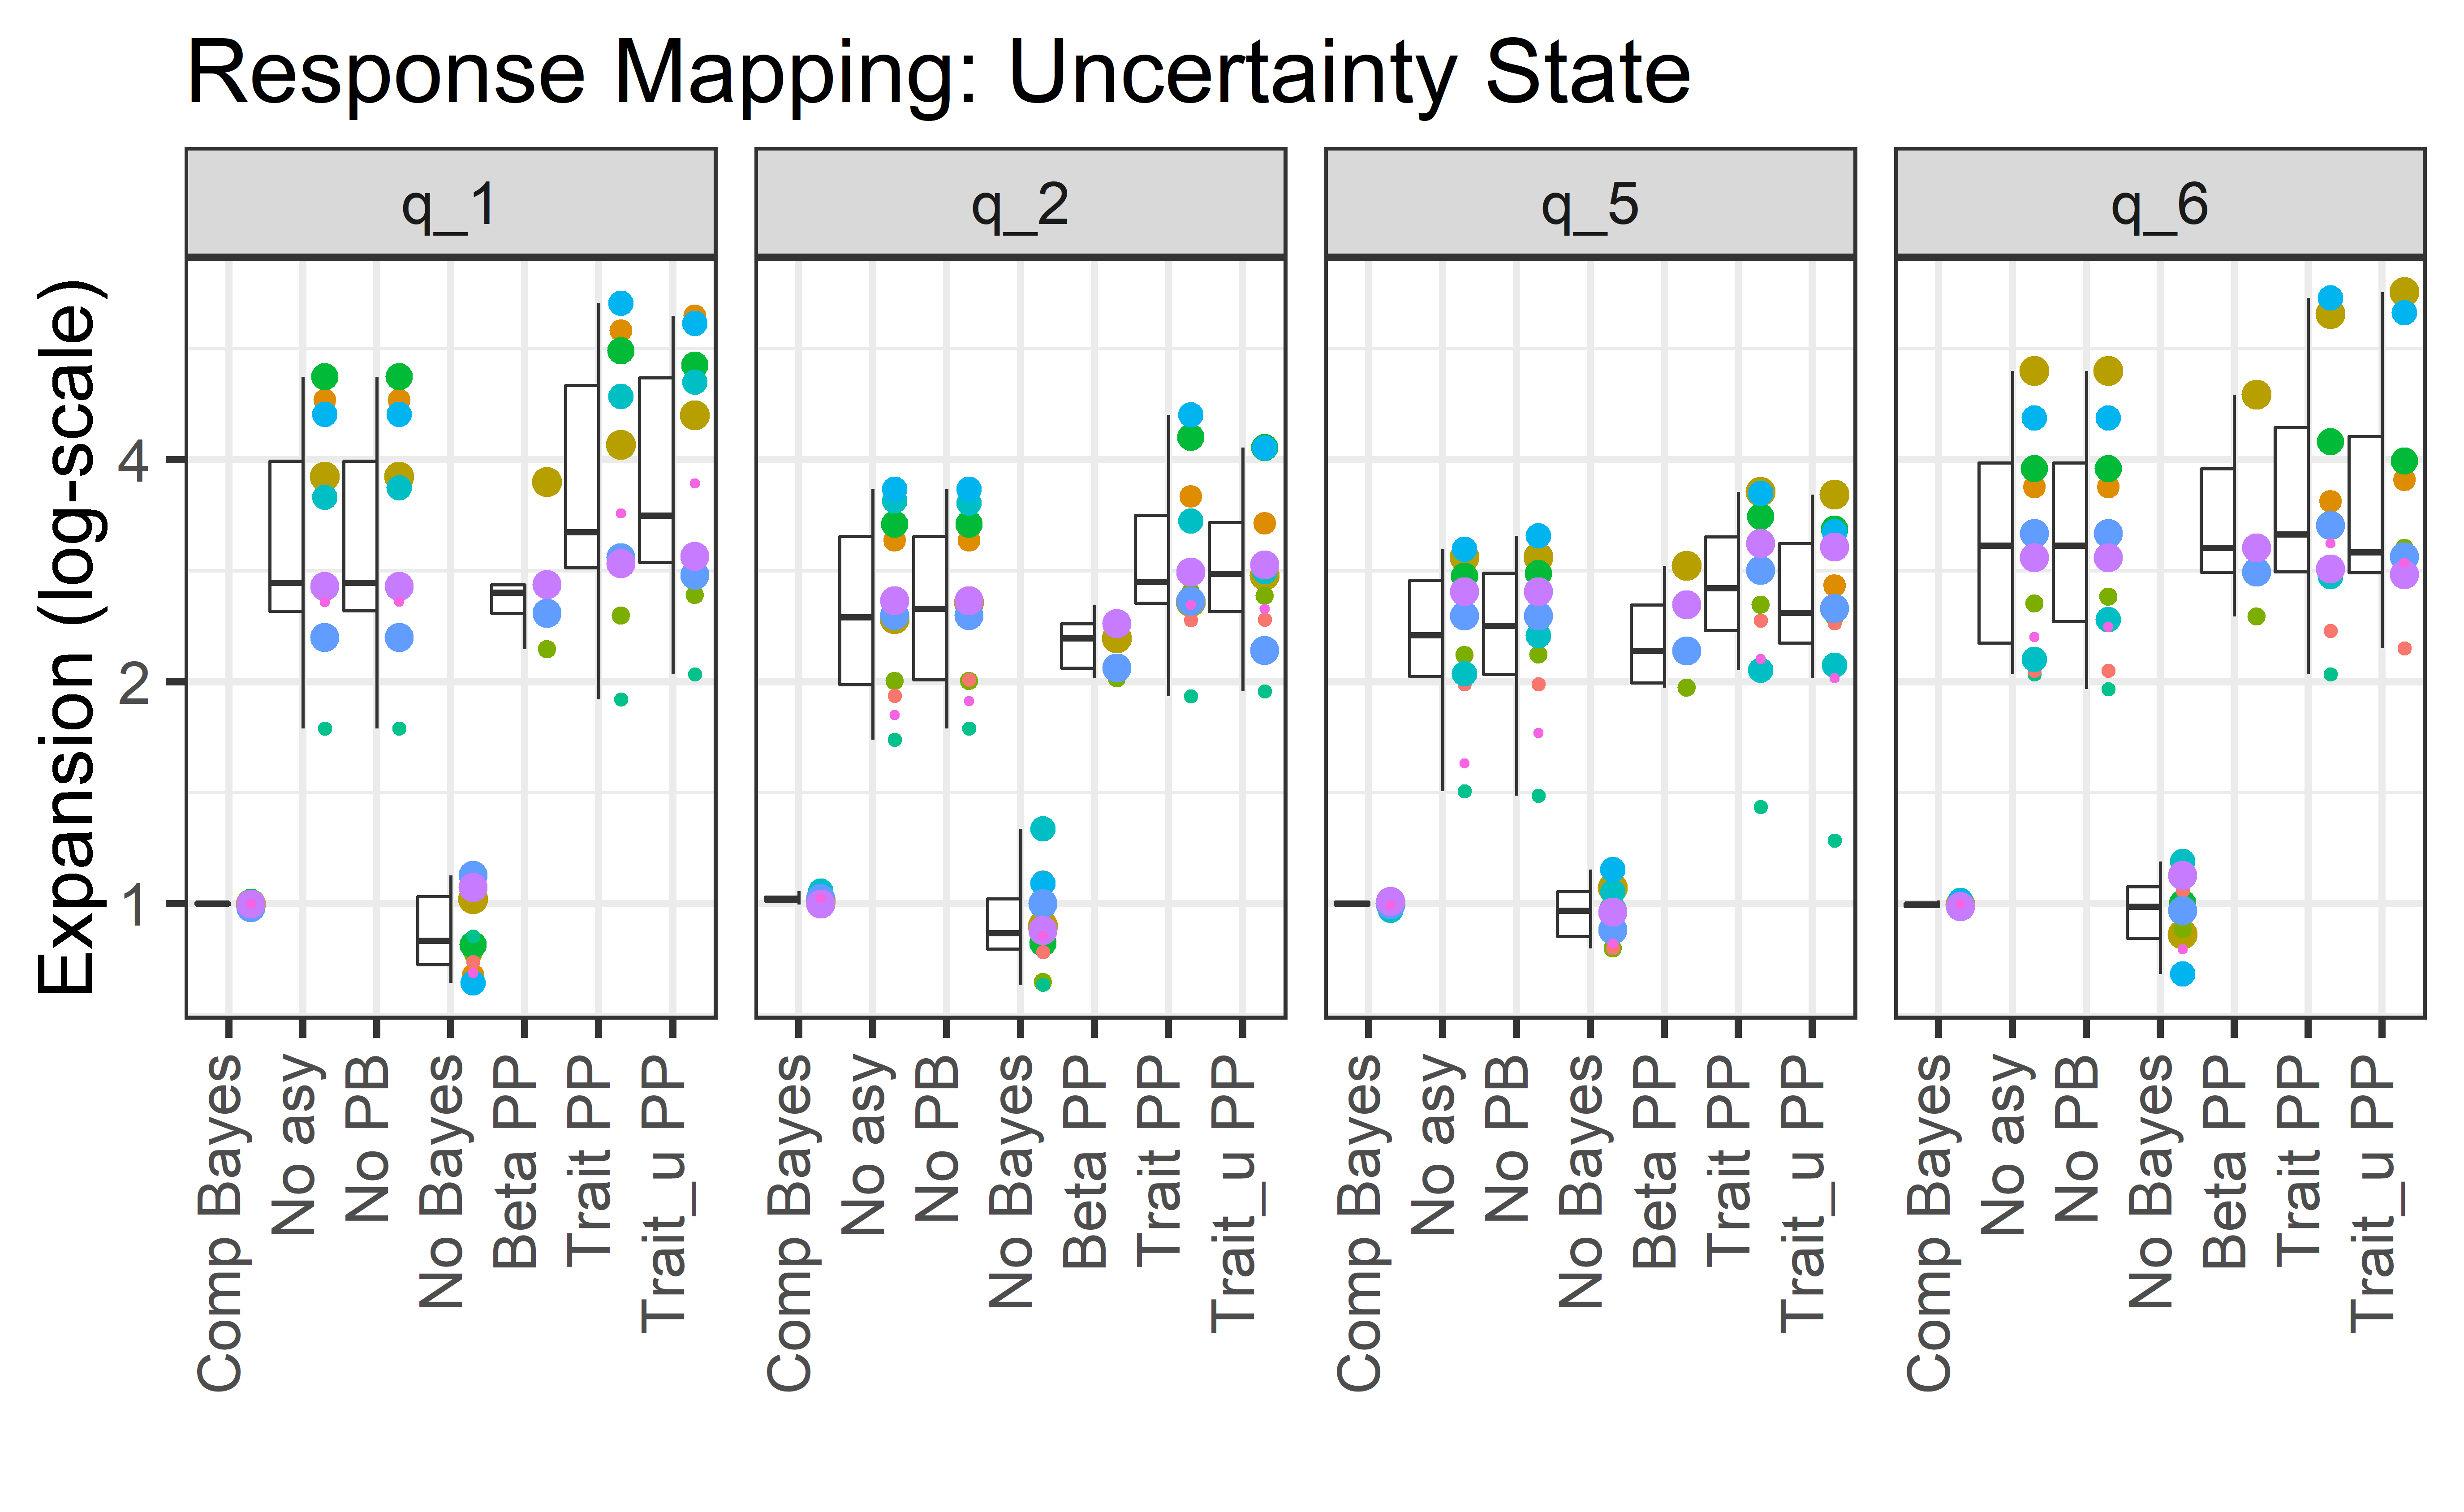 Response Mapping: Uncertainty State
q_1 q_2 q_5 q_6
Expansion (log-scale)
4
2
1
Comp Bayes No asy No PB No Bayes Beta PP Trait PP Trait_u PP Comp Bayes No asy No PB No Bayes Beta PP Trait PP Trait_u PP Comp Bayes No asy No PB No Bayes Beta PP Trait PP Trait_u PP Comp Bayes No asy No PB No Bayes Beta PP Trait PP Trait_u PP